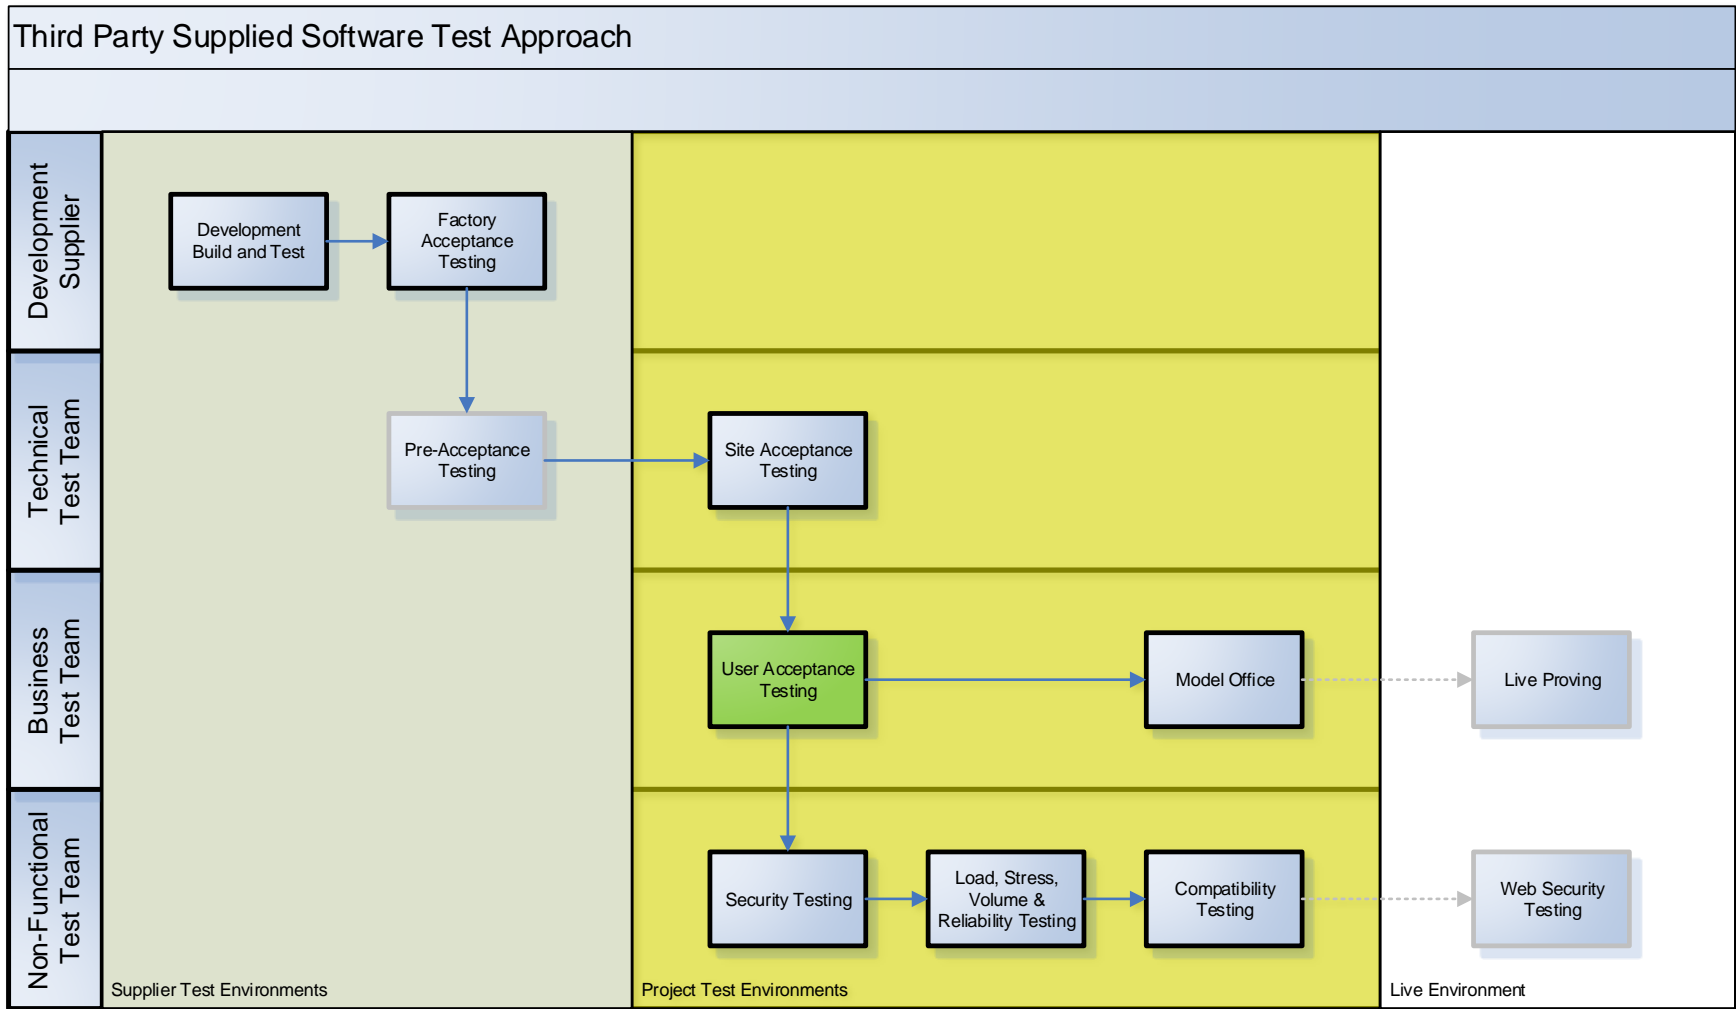 Third Party Supplied Software Test Approach
Development
Supplier
Development
Build and Test
Factory
Acceptance
Testing
Technical
Test Team
Pre-Acceptance
Testing
Site Acceptance
Testing
Business
Test Team
User Acceptance
Testing
Model Office
Live Proving
Non-Functional
Test Team
Security Testing
Load, Stress,
Volume &
Reliability Testing
Compatibility
Testing
Web Security
Testing
Supplier Test Environments
Project Test Environments
Live Environment